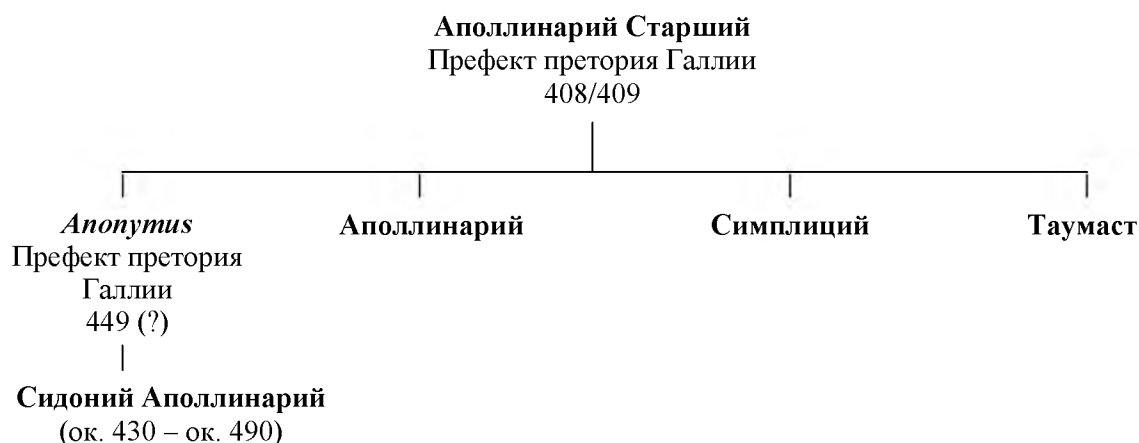 Аполлинарий Старший
Префект претория Галлии
408/409
Anonymus
Префект претория
Галлии
449 (?)
Аполлинарий
Симплиций
Таумаст
Сидоний Аполлинарий
(ок. 430 – ок. 490)